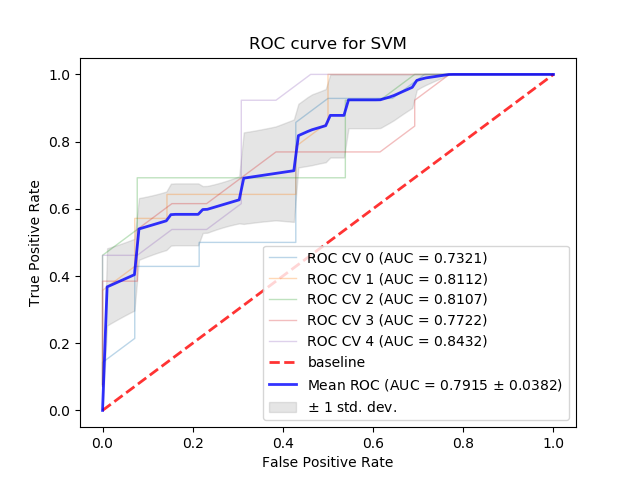 ROC curve for SVM
True Positive Rate
1.0
0.8
0.6
0.4
0.2
0.0
ROC CV 0 (AUC = 0.7321)
ROC CV 1 (AUC = 0.8112)
ROC CV 2 (AUC = 0.8107)
ROC CV 3 (AUC = 0.7722)
ROC CV 4 (AUC = 0.8432)
baseline
Mean ROC (AUC = 0.7915 ± 0.0382)
± 1 std. dev.
0.0 0.2 0.4 0.6 0.8 1.0
False Positive Rate